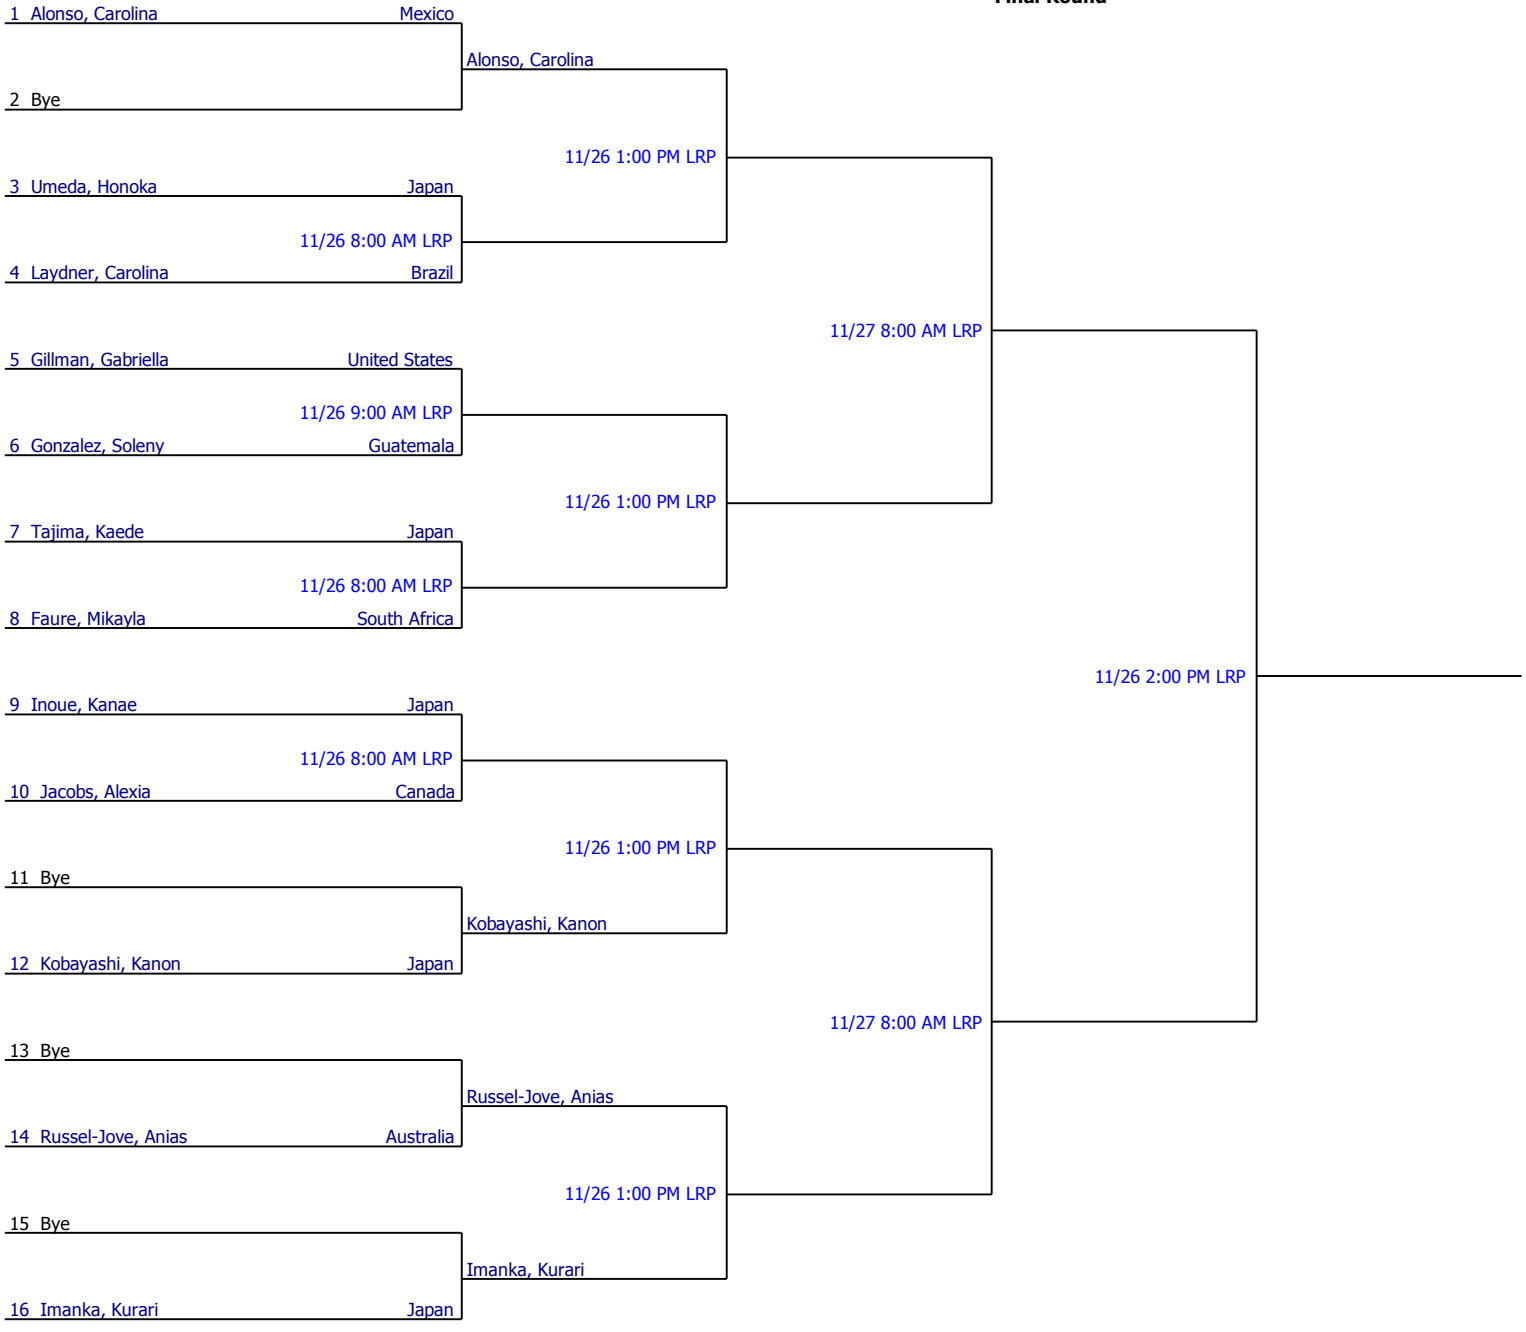 Final Round
1 Alonso, Carolina Mexico
Alonso, Carolina
2 Bye
11/26 1:00 PM LRP
3 Umeda, Honoka Japan
11/26 8:00 AM LRP
4 Laydner, Carolina Brazil
11/27 8:00 AM LRP
5 Gillman, Gabriella United States
11/26 9:00 AM LRP
6 Gonzalez, Soleny Guatemala
11/26 1:00 PM LRP
7 Tajima, Kaede Japan
11/26 8:00 AM LRP
8 Faure, Mikayla South Africa
11/26 2:00 PM LRP
9 Inoue, Kanae Japan
11/26 8:00 AM LRP
10 Jacobs, Alexia Canada
11/26 1:00 PM LRP
11 Bye
Kobayashi, Kanon
12 Kobayashi, Kanon Japan
11/27 8:00 AM LRP
13 Bye
Russel-Jove, Anias
14 Russel-Jove, Anias Australia
11/26 1:00 PM LRP
15 Bye
Imanka, Kurari
16 Imanka, Kurari Japan